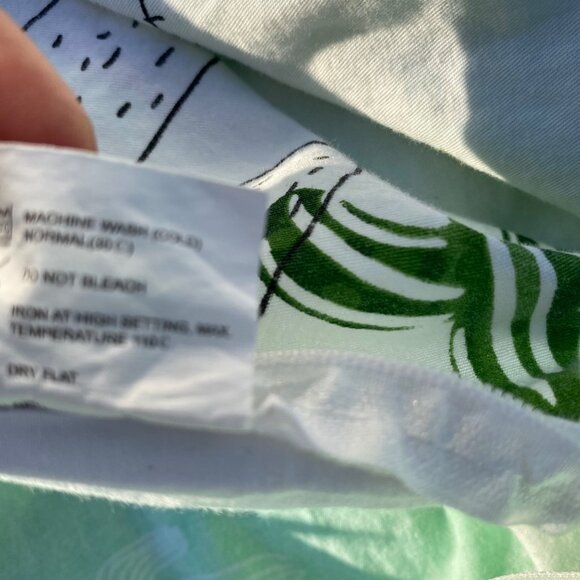 MACHINE WASH (COLD)
NORMAL(30 C)
DO NOT BLEACH
IRON AT HIGH SETTING, MAX.
TEMPERATURE 110 C
DRY FLAT